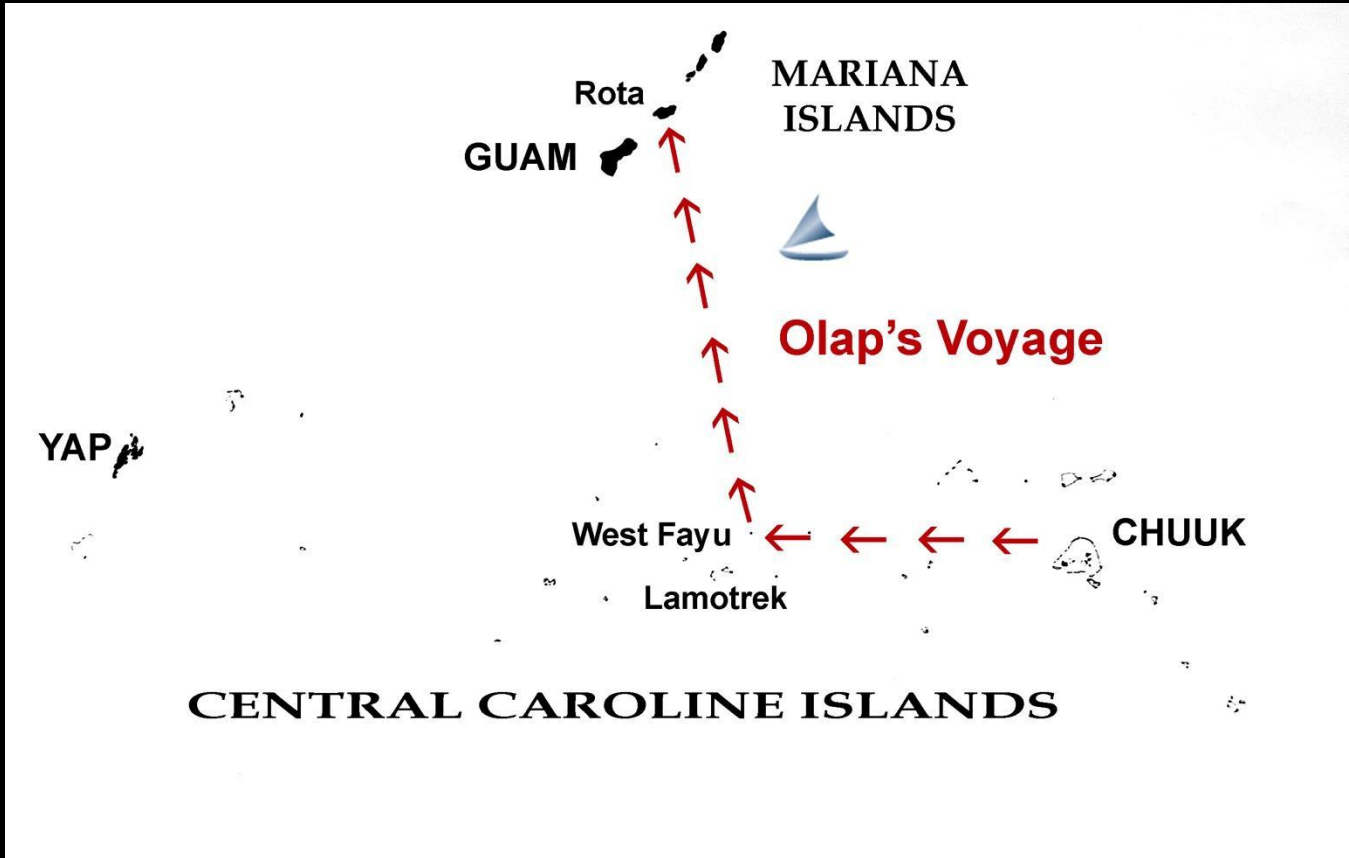 MARIANA
ISLANDS
Rota
GUAM
Olap's Voyage
YAP
West Fayu
CHUUK
Lamotrek
CENTRAL CAROLINE ISLANDS